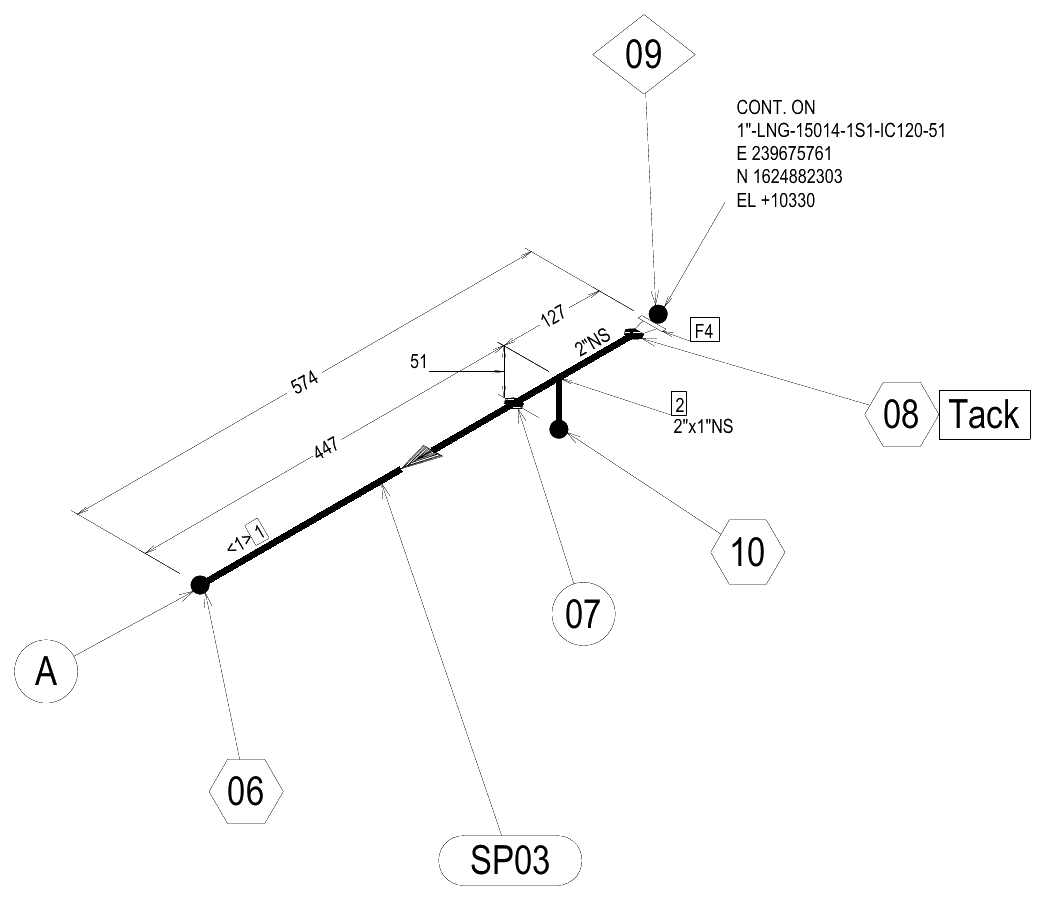 09
CONT. ON
1"-LNG-15014-1S1-IC120-51
E 239675761
N 1624882303
EL +10330
127
2"NS
F4
51
574
2
2"x1"NS
08
Tack
447
<1> 1
10
07
A
06
SP03